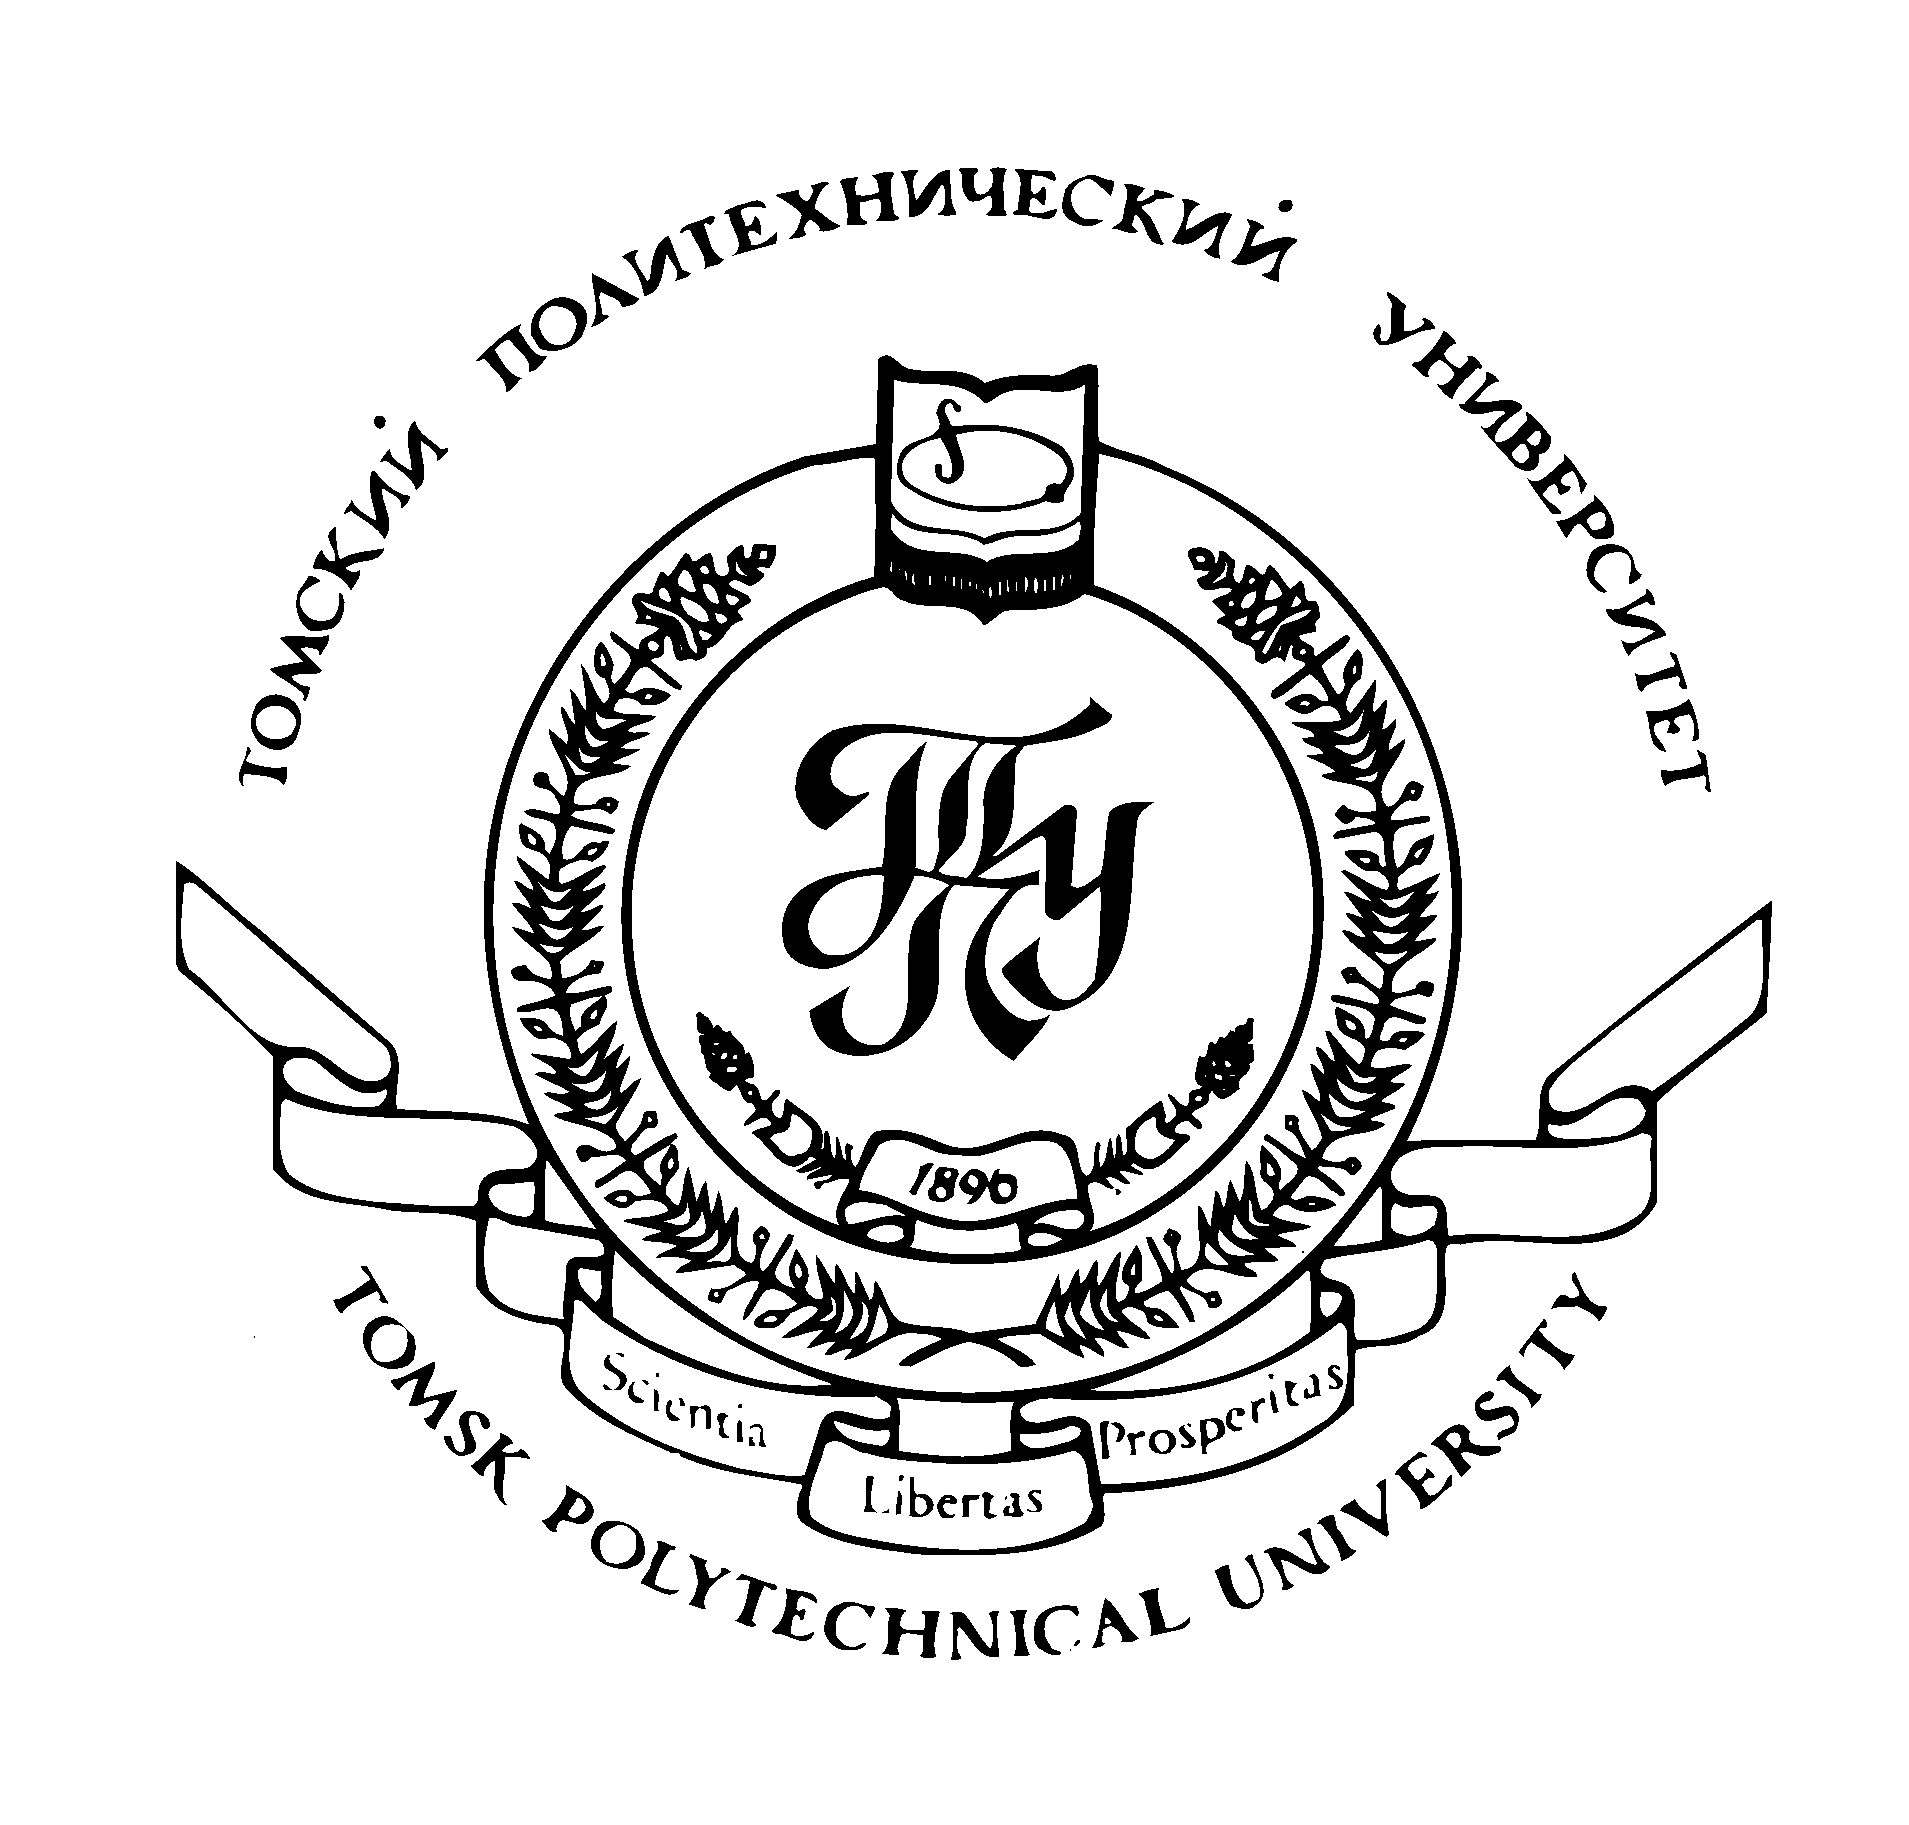 ТОМСКИЙ ПОЛИТЕХНИЧЕСКИЙ УНИВЕРСИТЕТ
ТПУ
1896
Scientia
Libertas
Prosperitas
TOMSK POLYTECHNICAL UNIVERSITY